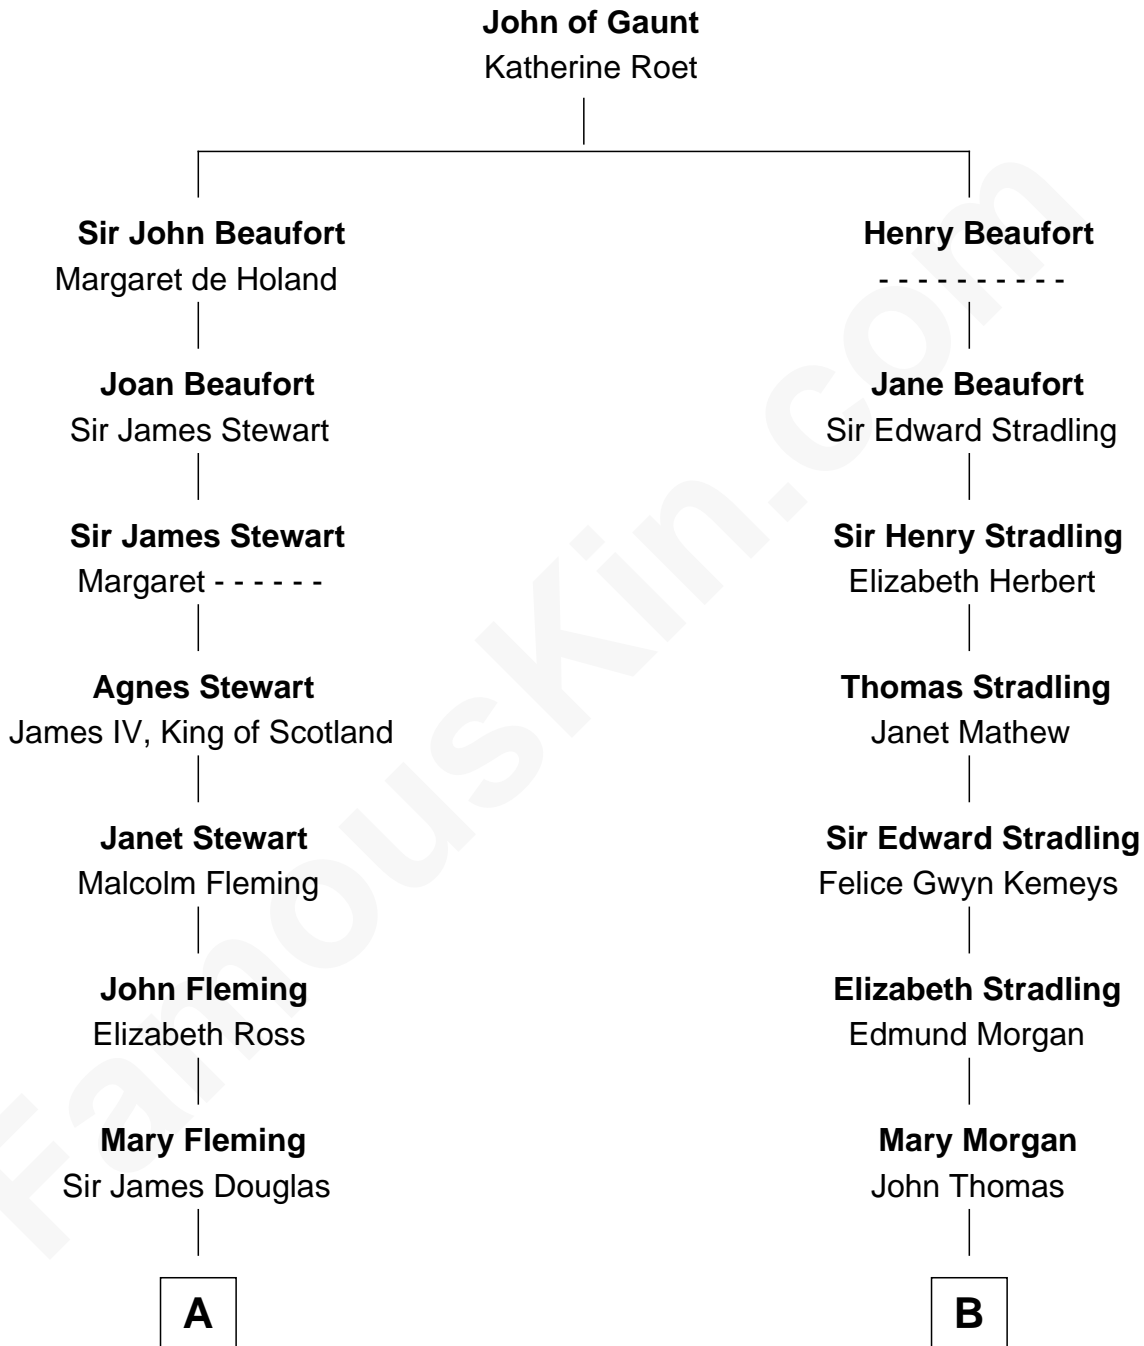 John of Gaunt
Katherine Roet
Sir John Beaufort
Margaret de Holand
Joan Beaufort
Sir James Stewart
Sir James Stewart
Margaret - - - - - -
Agnes Stewart
James IV, King of Scotland
Janet Stewart
Malcolm Fleming
John Fleming
Elizabeth Ross
Mary Fleming
Sir James Douglas
A
Henry Beaufort
- - - - - - - - - -
Jane Beaufort
Sir Edward Stradling
Sir Henry Stradling
Elizabeth Herbert
Thomas Stradling
Janet Mathew
Sir Edward Stradling
Felice Gwyn Kemeys
Elizabeth Stradling
Edmund Morgan
Mary Morgan
John Thomas
B
FamousKin.com